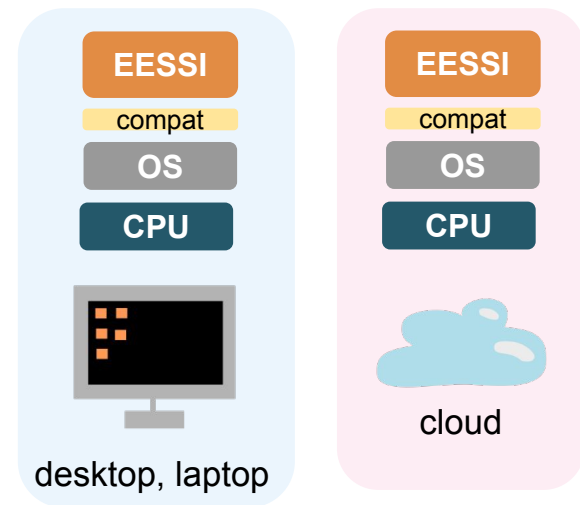 EESSI
compat
OS
CPU
desktop, laptop
EESSI
compat
OS
CPU
cloud